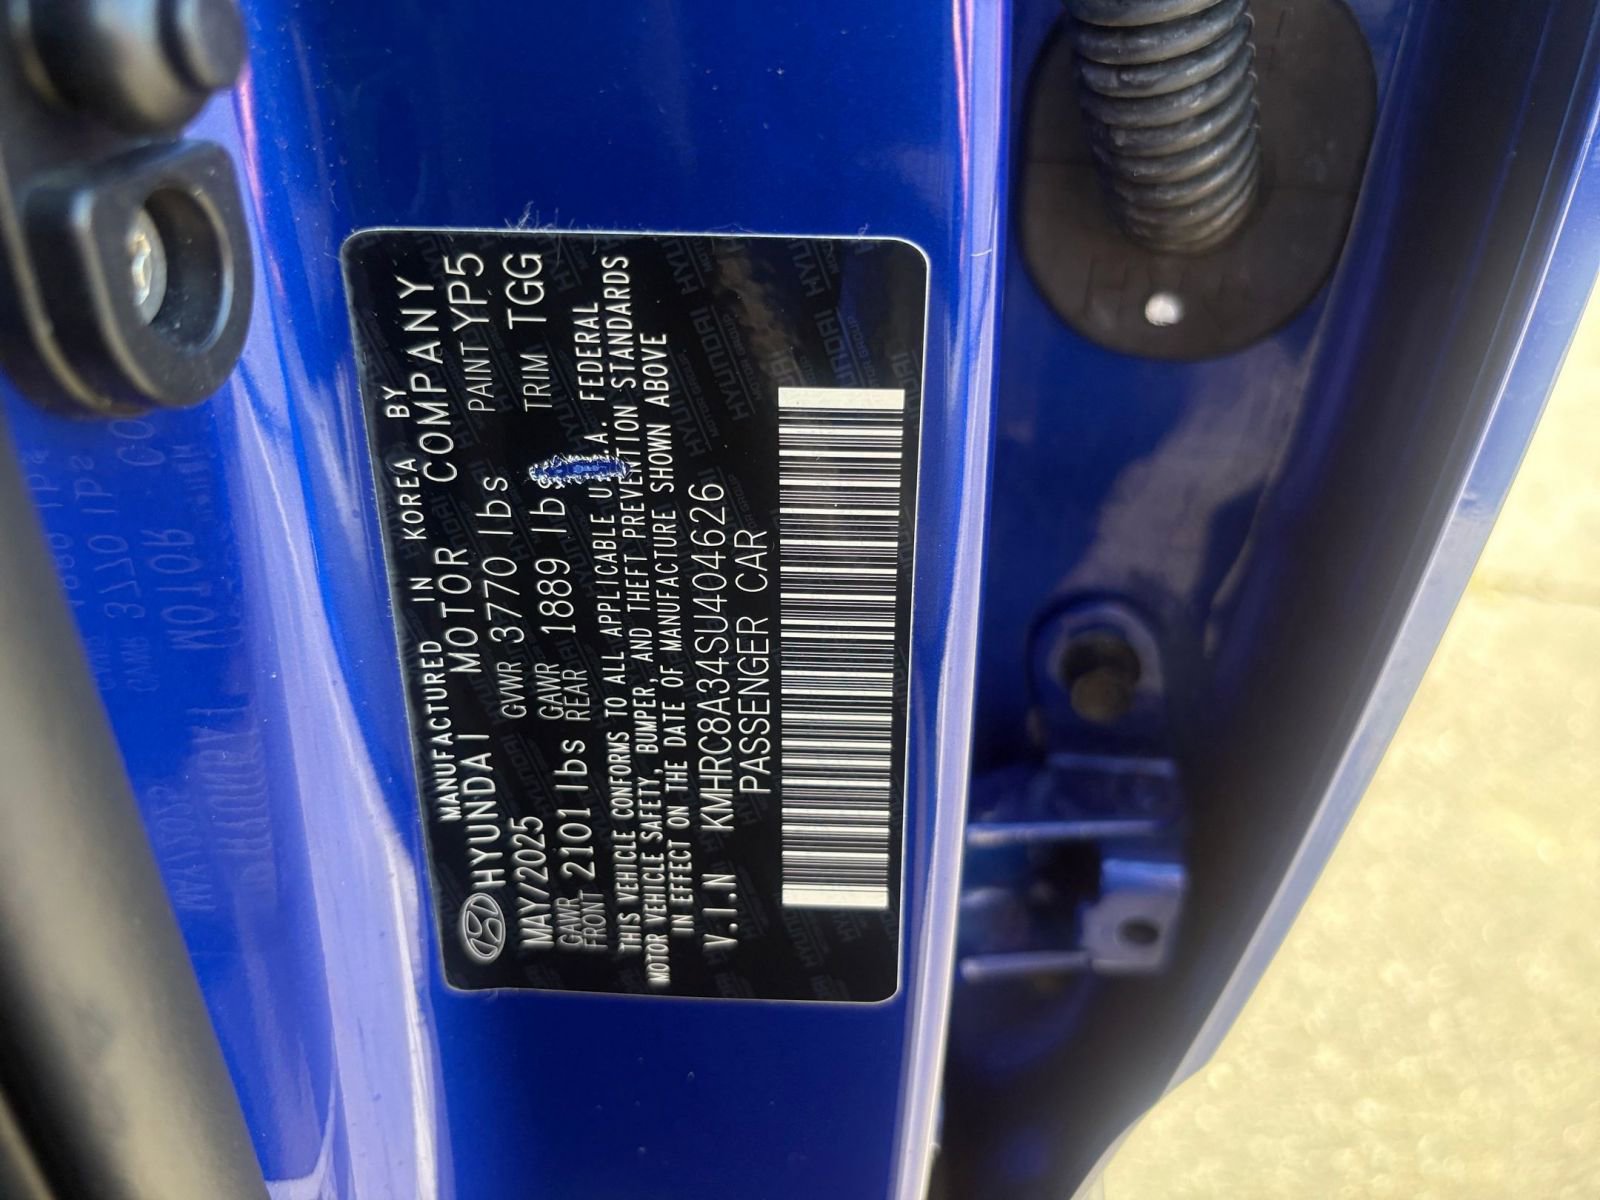 MANUFACTURED IN KOREA BY
HYUNDAI MOTOR COMPANY
MAY/2025 GVWR 3770 lbs PAINT YP5
GAWR FRONT 2101 lbs GAWR REAR 1889 lbs TRIM TGG
THIS VEHICLE CONFORMS TO ALL APPLICABLE U.S.A. FEDERAL
MOTOR VEHICLE SAFETY, BUMPER, AND THEFT PREVENTION STANDARDS
IN EFFECT ON THE DATE OF MANUFACTURE SHOWN ABOVE
V.I.N KMHRC8A34SU404626
PASSENGER CAR